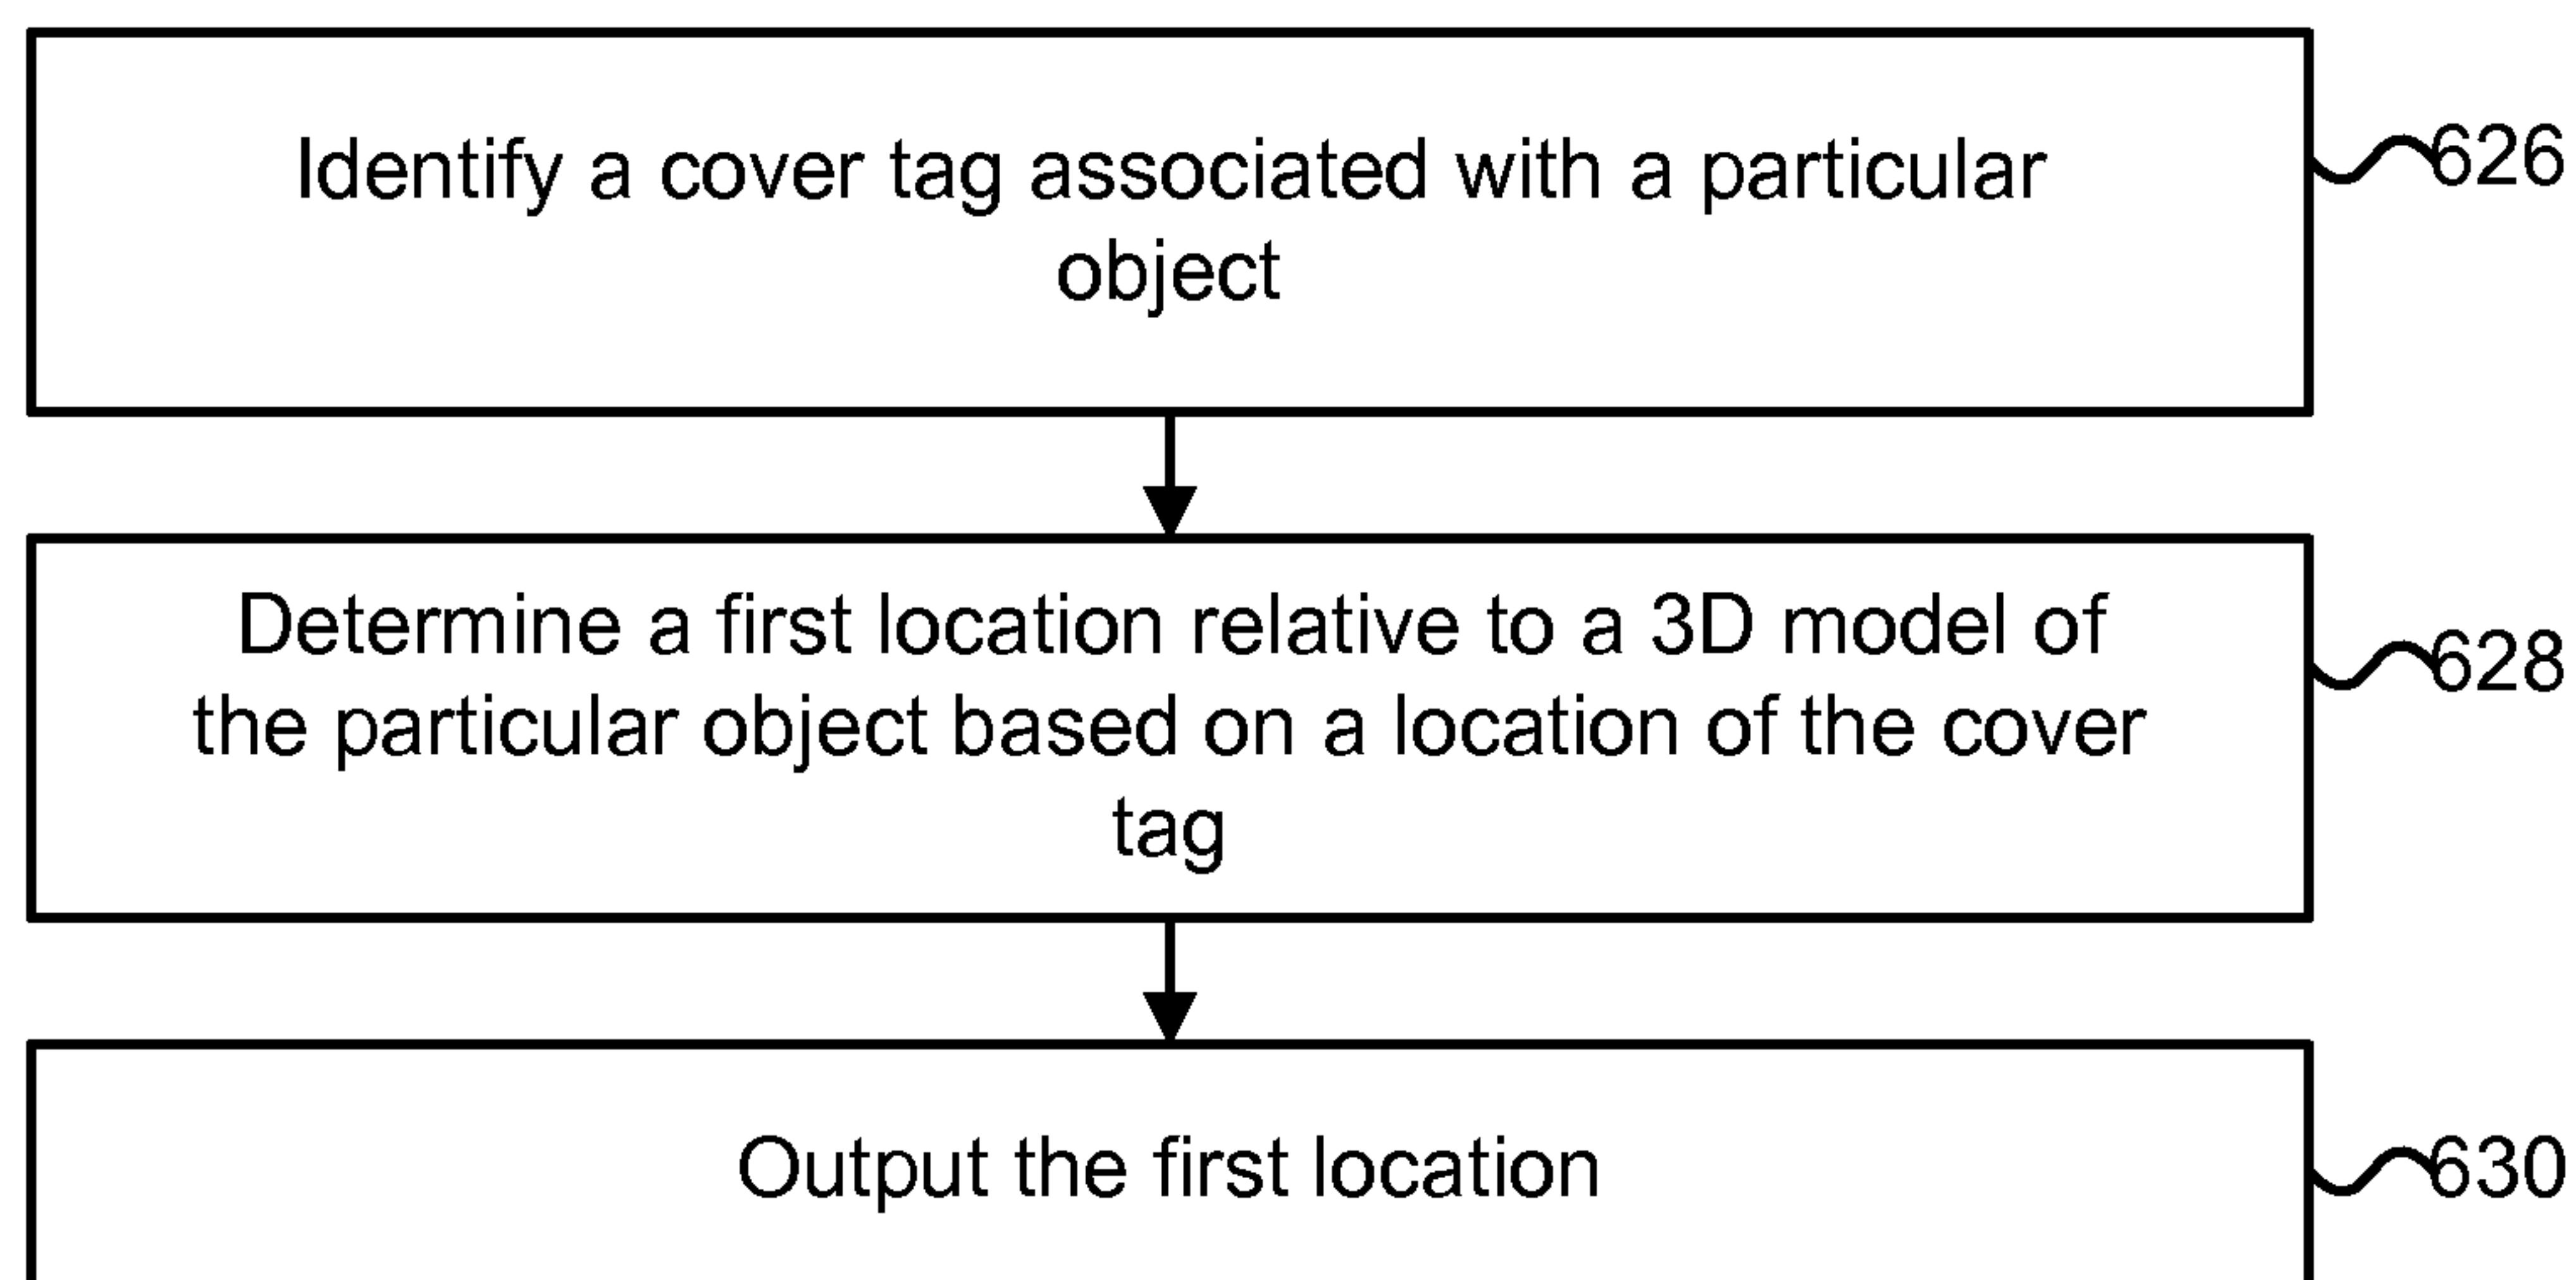 Identify a cover tag associated with a particular
object
626
Determine a first location relative to a 3D model of
the particular object based on a location of the cover
tag
628
Output the first location
630